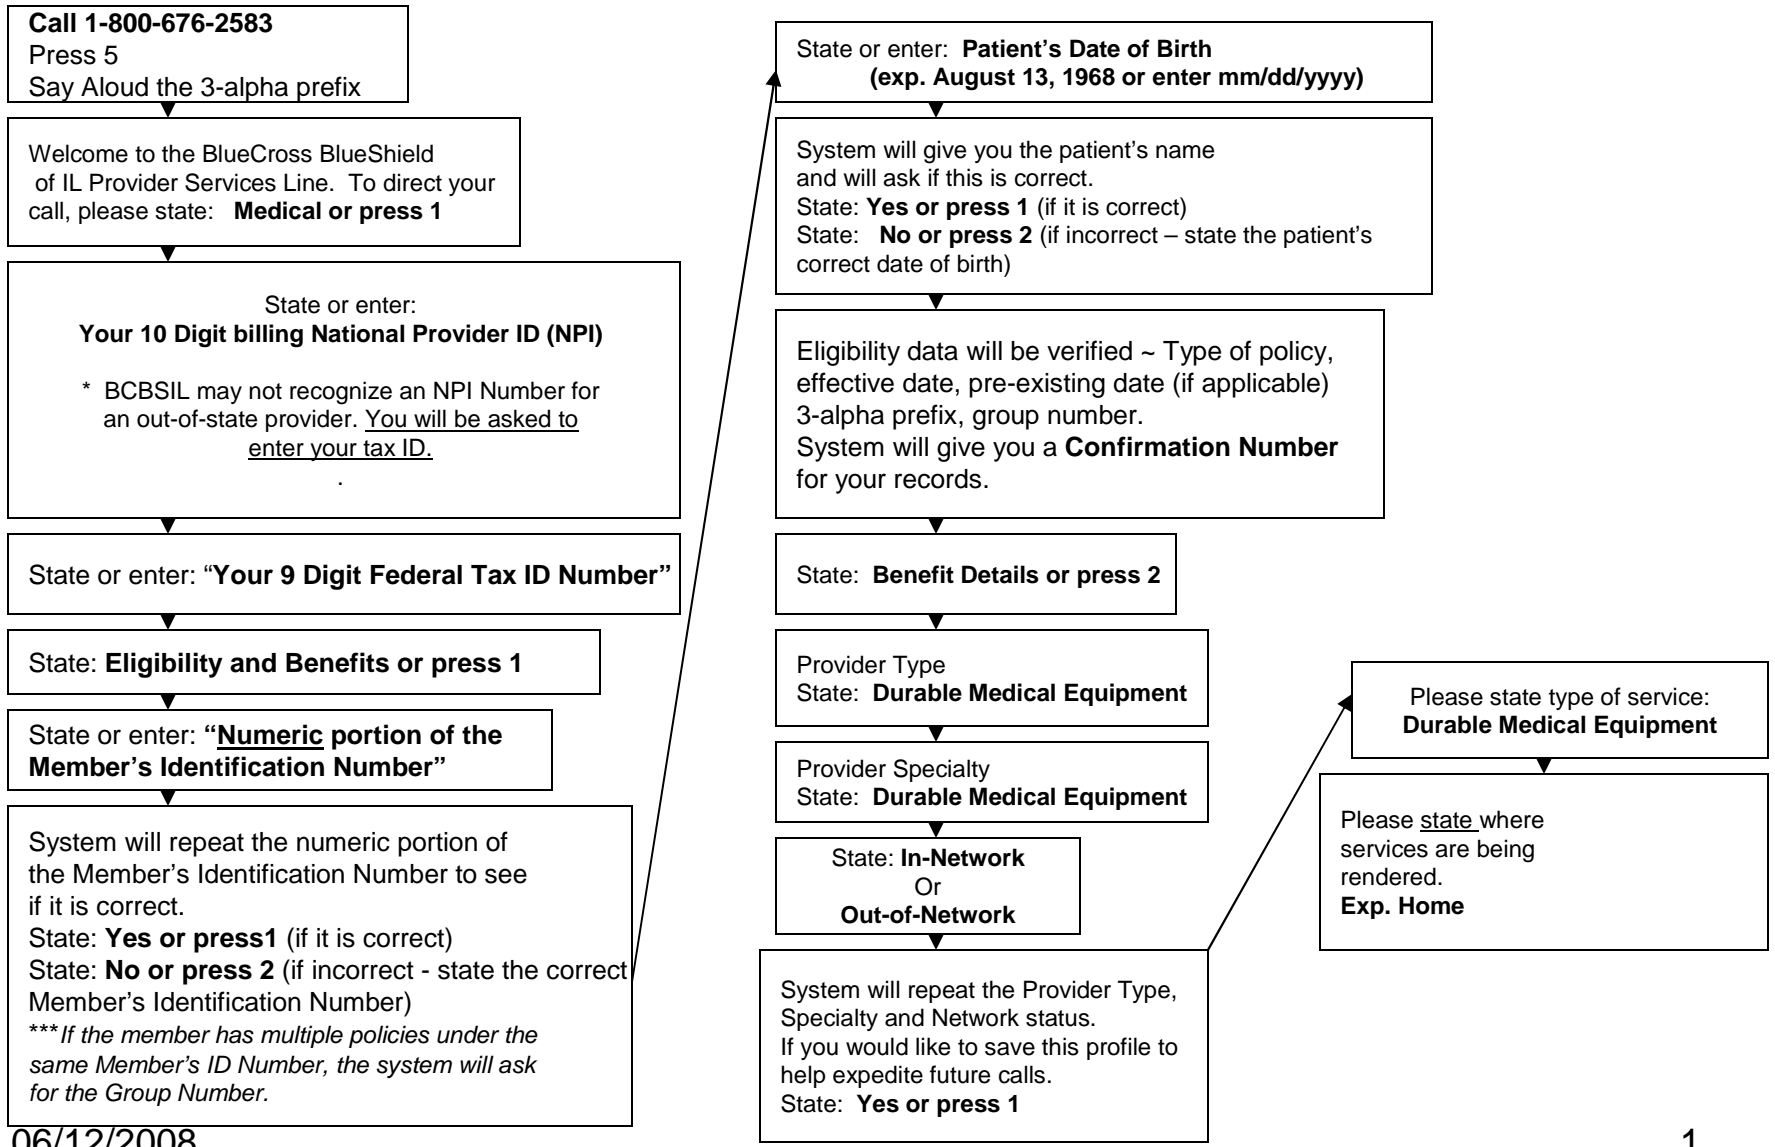 Call 1-800-676-2583
Press 5
Say Aloud the 3-alpha prefix
Welcome to the BlueCross BlueShield
of IL Provider Services Line. To direct your
call, please state: Medical or press 1
State or enter:
Your 10 Digit billing National Provider ID (NPI)
* BCBSIL may not recognize an NPI Number for
an out-of-state provider. You will be asked to
enter your tax ID.
.
State or enter: “Your 9 Digit Federal Tax ID Number”
State: Eligibility and Benefits or press 1
State or enter: “Numeric portion of the
Member’s Identification Number”
System will repeat the numeric portion of
the Member’s Identification Number to see
if it is correct.
State: Yes or press1 (if it is correct)
State: No or press 2 (if incorrect - state the correct
Member’s Identification Number)
***If the member has multiple policies under the
same Member’s ID Number, the system will ask
for the Group Number.
State or enter: Patient’s Date of Birth
(exp. August 13, 1968 or enter mm/dd/yyyy)
System will give you the patient’s name
and will ask if this is correct.
State: Yes or press 1 (if it is correct)
State: No or press 2 (if incorrect – state the patient’s
correct date of birth)
Eligibility data will be verified ~ Type of policy,
effective date, pre-existing date (if applicable)
3-alpha prefix, group number.
System will give you a Confirmation Number
for your records.
State: Benefit Details or press 2
Provider Type
State: Durable Medical Equipment
Provider Specialty
State: Durable Medical Equipment
State: In-Network
Or
Out-of-Network
System will repeat the Provider Type,
Specialty and Network status.
If you would like to save this profile to
help expedite future calls.
State: Yes or press 1
Please state type of service:
Durable Medical Equipment
Please state where
services are being
rendered.
Exp. Home
06/12/2008
1